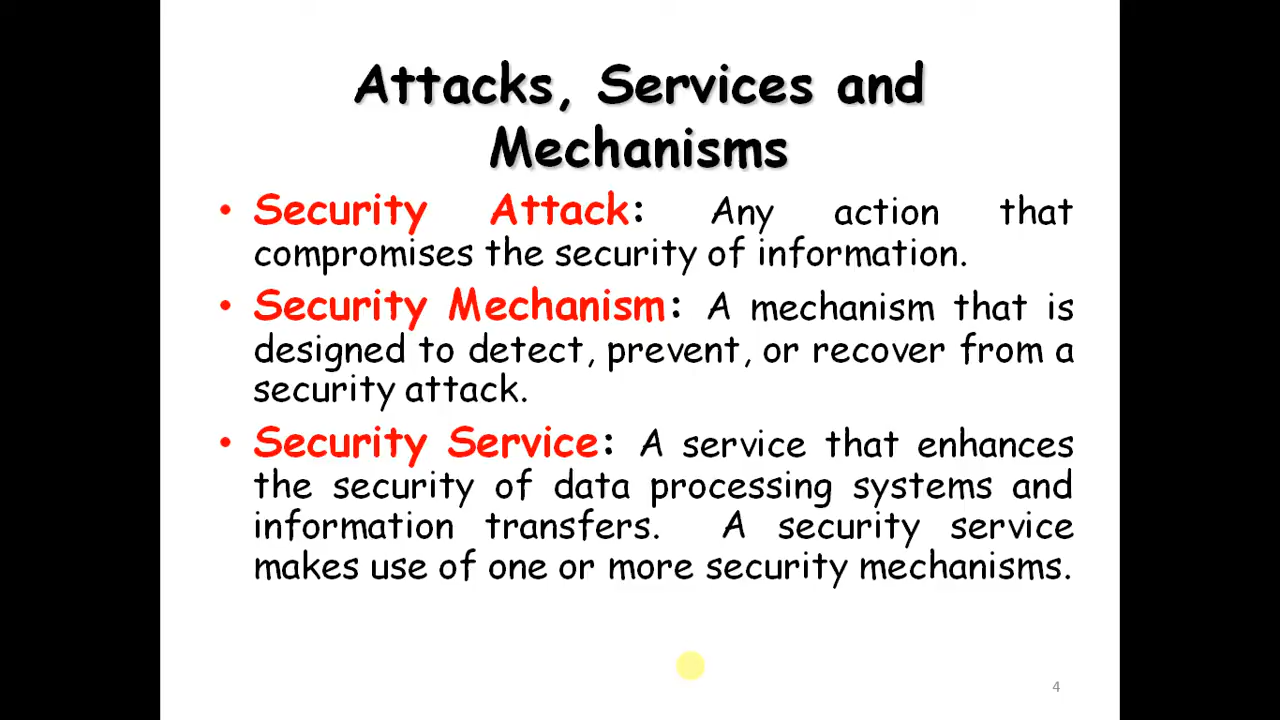 Attacks, Services and
Mechanisms
• Security Attack: Any action that
compromises the security of information.
• Security Mechanism: A mechanism that is
designed to detect, prevent, or recover from a
security attack.
• Security Service: A service that enhances
the security of data processing systems and
information transfers. A security service
makes use of one or more security mechanisms.
4